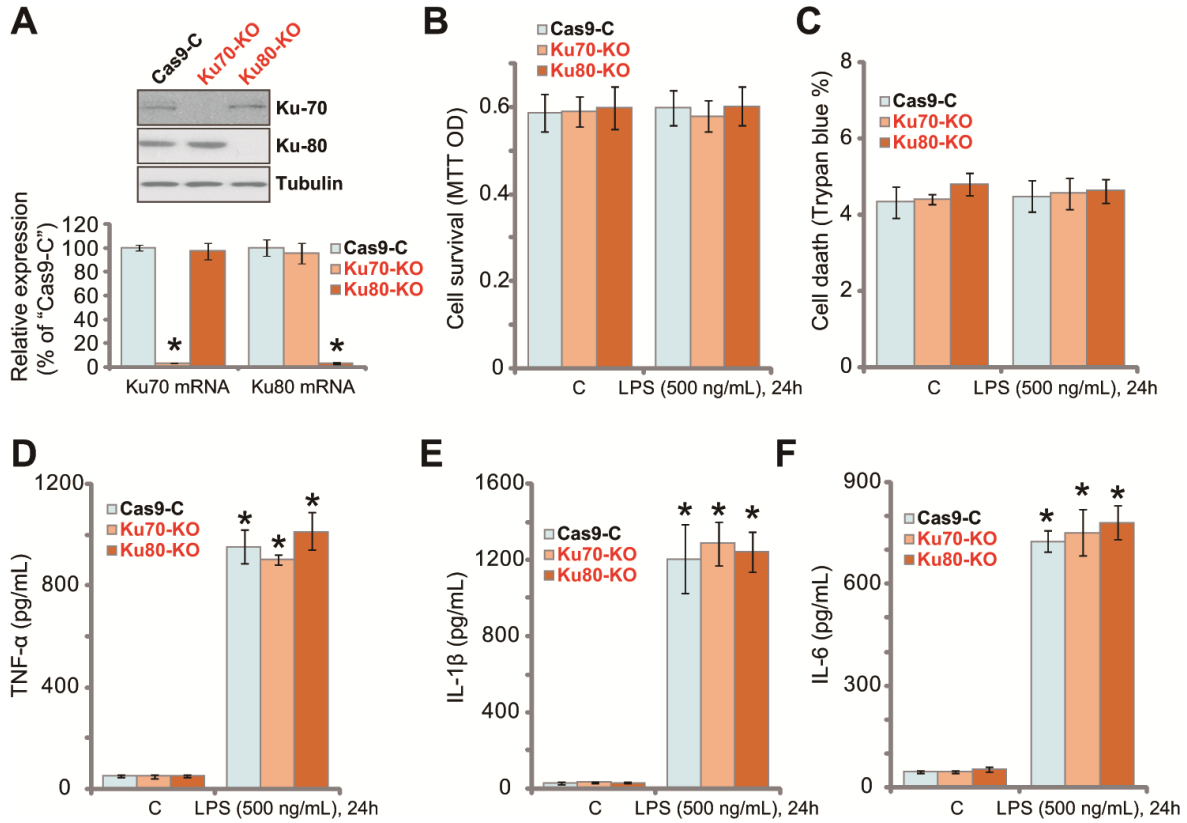 A
Cas9-C
Ku70-KO
Ku80-KO
Ku-70
Ku-80
Tubulin
Relative expression
(% of “Cas9-C”)
120
100
80
60
40
20
0
*
*
Cas9-C
Ku70-KO
Ku80-KO
Ku70 mRNA
Ku80 mRNA
B
Cas9-C
Ku70-KO
Ku80-KO
Cell survival (MTT OD)
0.6
0.4
0.2
0
C
LPS (500 ng/mL), 24h
C
Cell daath (Trypan blue %)
8
6
4
2
0
Cas9-C
Ku70-KO
Ku80-KO
C
LPS (500 ng/mL), 24h
D
TNF-α (pg/mL)
1200
800
400
0
Cas9-C
Ku70-KO
Ku80-KO
*
*
*
C
LPS (500 ng/mL), 24h
E
IL-1β (pg/mL)
1600
1200
800
400
0
Cas9-C
Ku70-KO
Ku80-KO
* * *
C
LPS (500 ng/mL), 24h
F
IL-6 (pg/mL)
900
600
300
0
Cas9-C
Ku70-KO
Ku80-KO
*
*
*
C
LPS (500 ng/mL), 24h